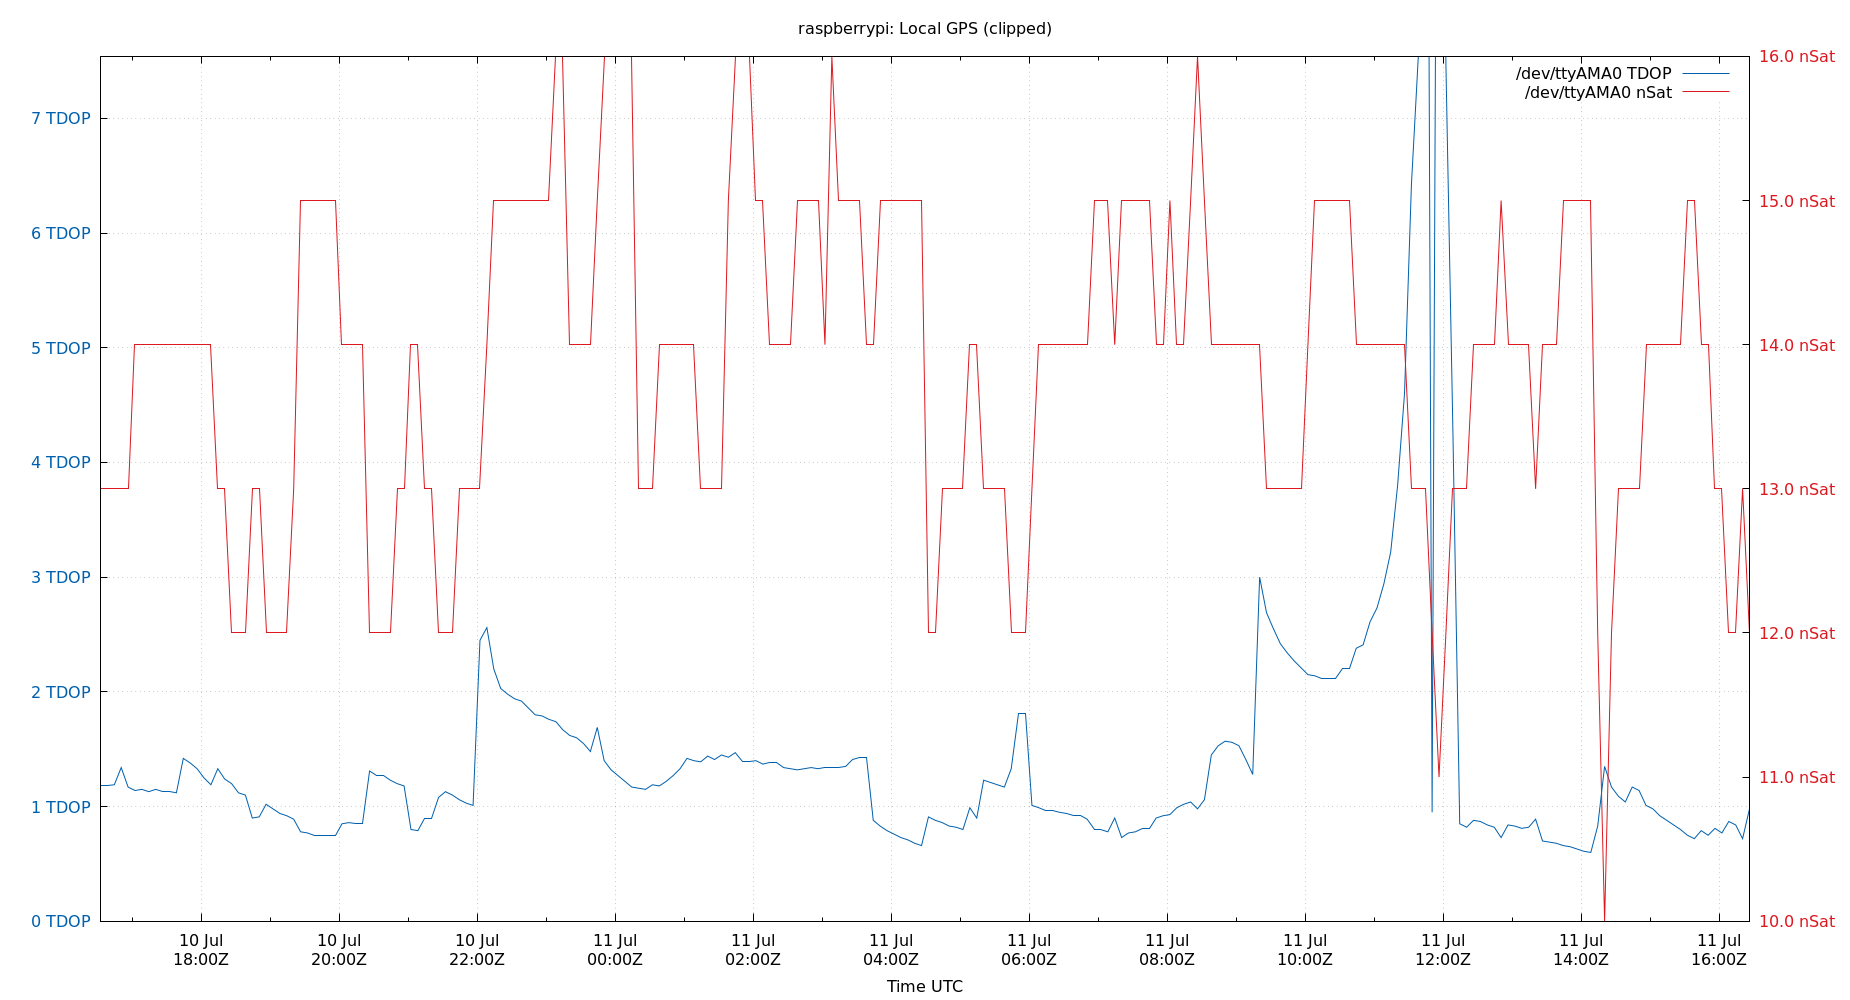 raspberrypi: Local GPS (clipped)
/dev/ttyAMA0 TDOP
/dev/ttyAMA0 nSat
7 TDOP
6 TDOP
5 TDOP
4 TDOP
3 TDOP
2 TDOP
1 TDOP
0 TDOP
16.0 nSat
15.0 nSat
14.0 nSat
13.0 nSat
12.0 nSat
11.0 nSat
10.0 nSat
10 Jul
18:00Z
10 Jul
20:00Z
10 Jul
22:00Z
11 Jul
00:00Z
11 Jul
02:00Z
11 Jul
04:00Z
11 Jul
06:00Z
11 Jul
08:00Z
11 Jul
10:00Z
11 Jul
12:00Z
11 Jul
14:00Z
11 Jul
16:00Z
Time UTC